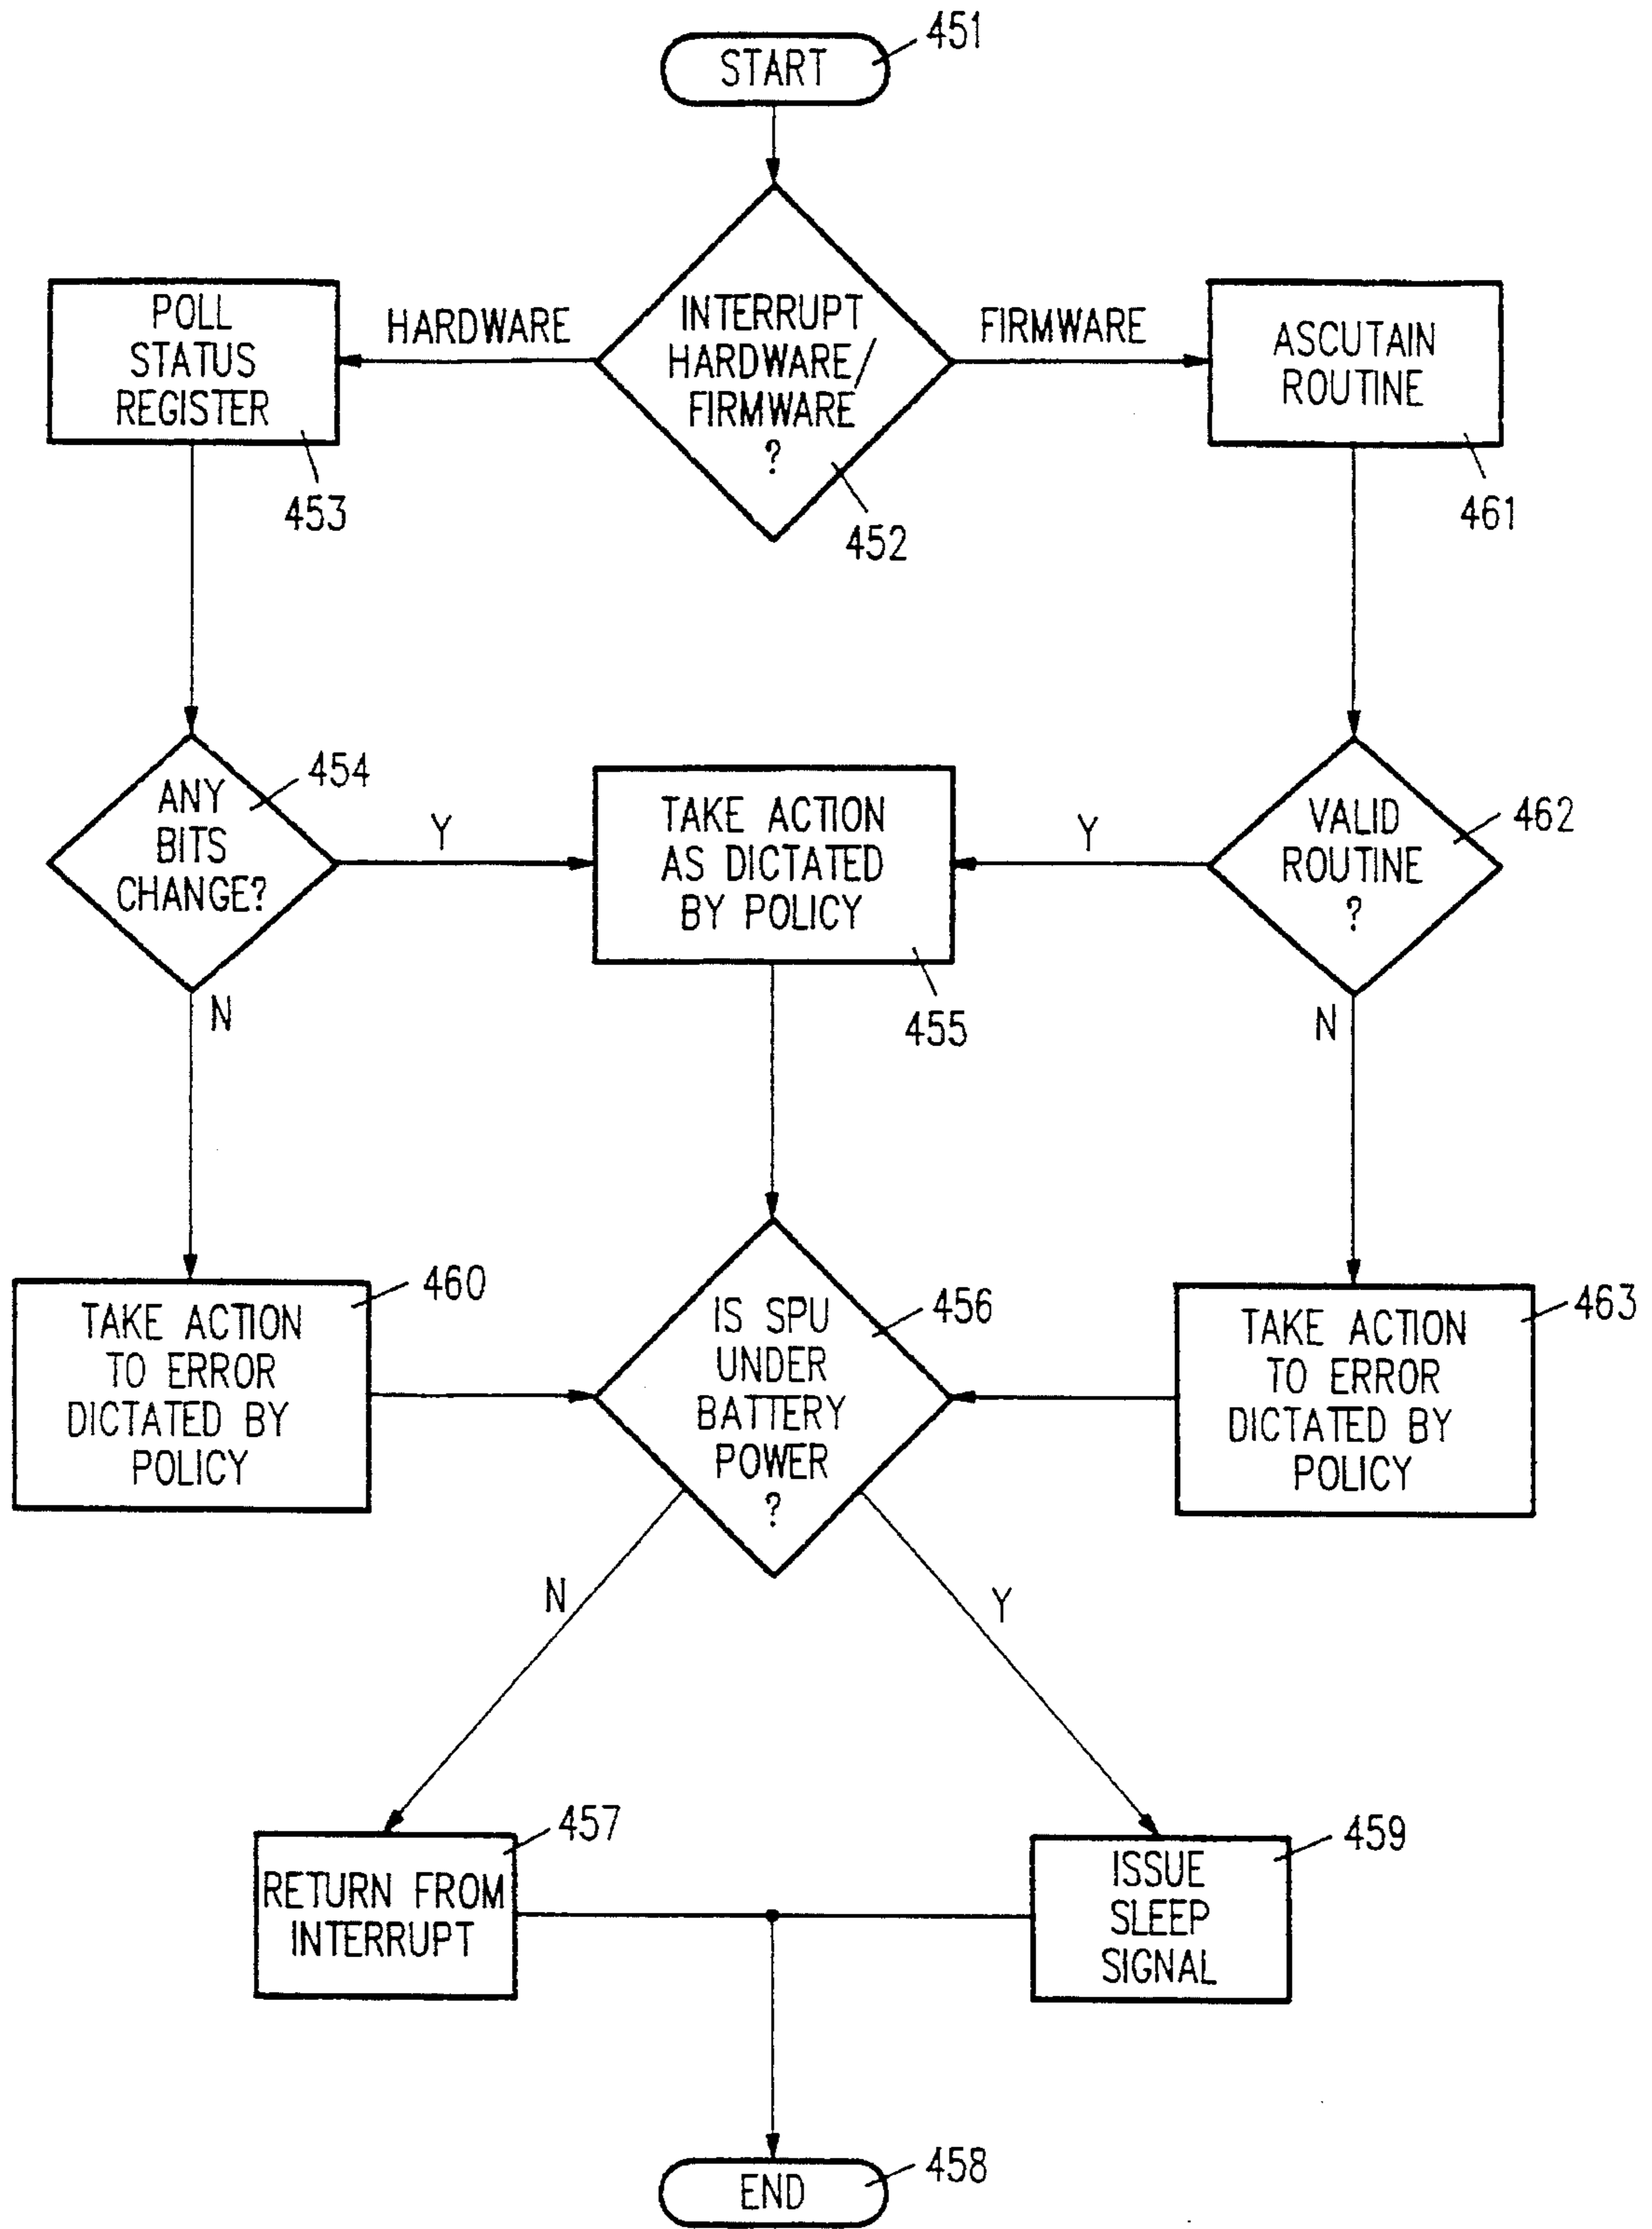 START
451
INTERRUPT
HARDWARE/
FIRMWARE
?
452
HARDWARE
FIRMWARE
POLL
STATUS
REGISTER
453
ASCUTAIN
ROUTINE
461
ANY
BITS
CHANGE?
454
Y
N
TAKE ACTION
AS DICTATED
BY POLICY
455
Y
VALID
ROUTINE
?
462
N
TAKE ACTION
TO ERROR
DICTATED BY
POLICY
460
IS SPU
UNDER
BATTERY
POWER
?
456
TAKE ACTION
TO ERROR
DICTATED BY
POLICY
463
N
Y
RETURN FROM
INTERRUPT
457
ISSUE
SLEEP
SIGNAL
459
END
458